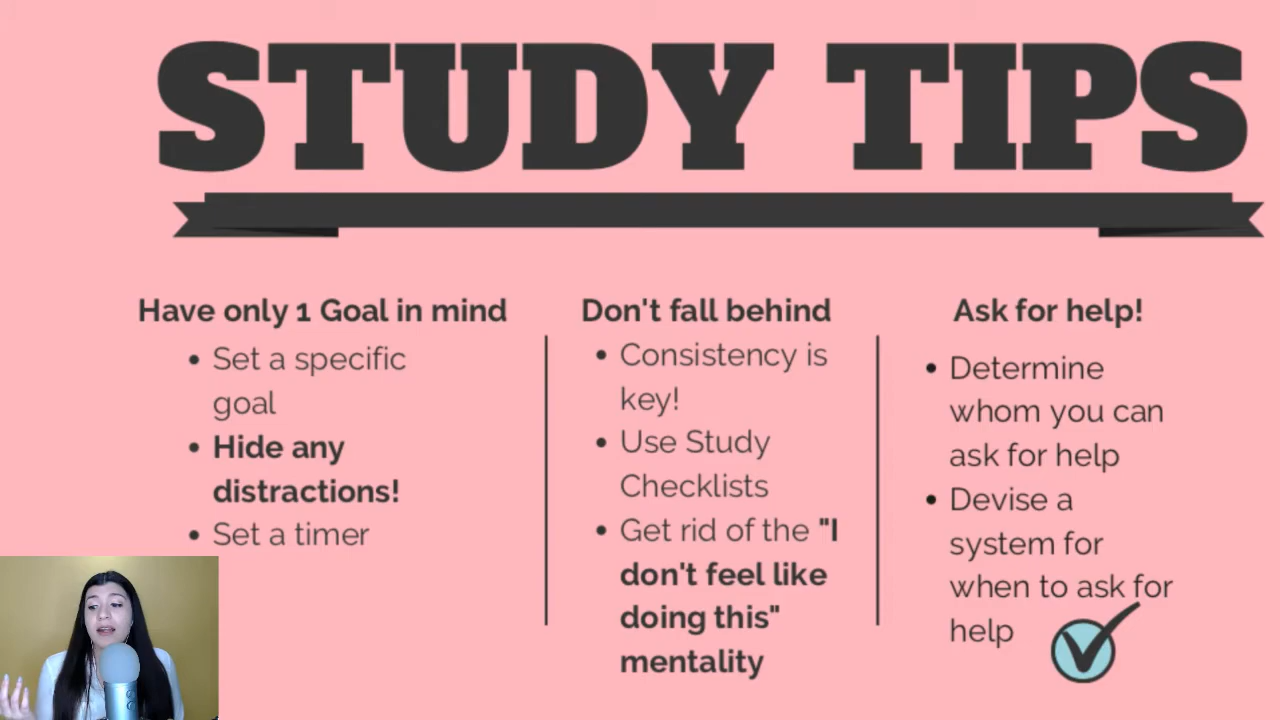 STUDY TIPS
Have only 1 Goal in mind
• Set a specific
goal
• Hide any
distractions!
• Set a timer
Don't fall behind
• Consistency is
key!
• Use Study
Checklists
• Get rid of the "I
don't feel like
doing this"
mentality
Ask for help!
• Determine
whom you can
ask for help
• Devise a
system for
when to ask for
help